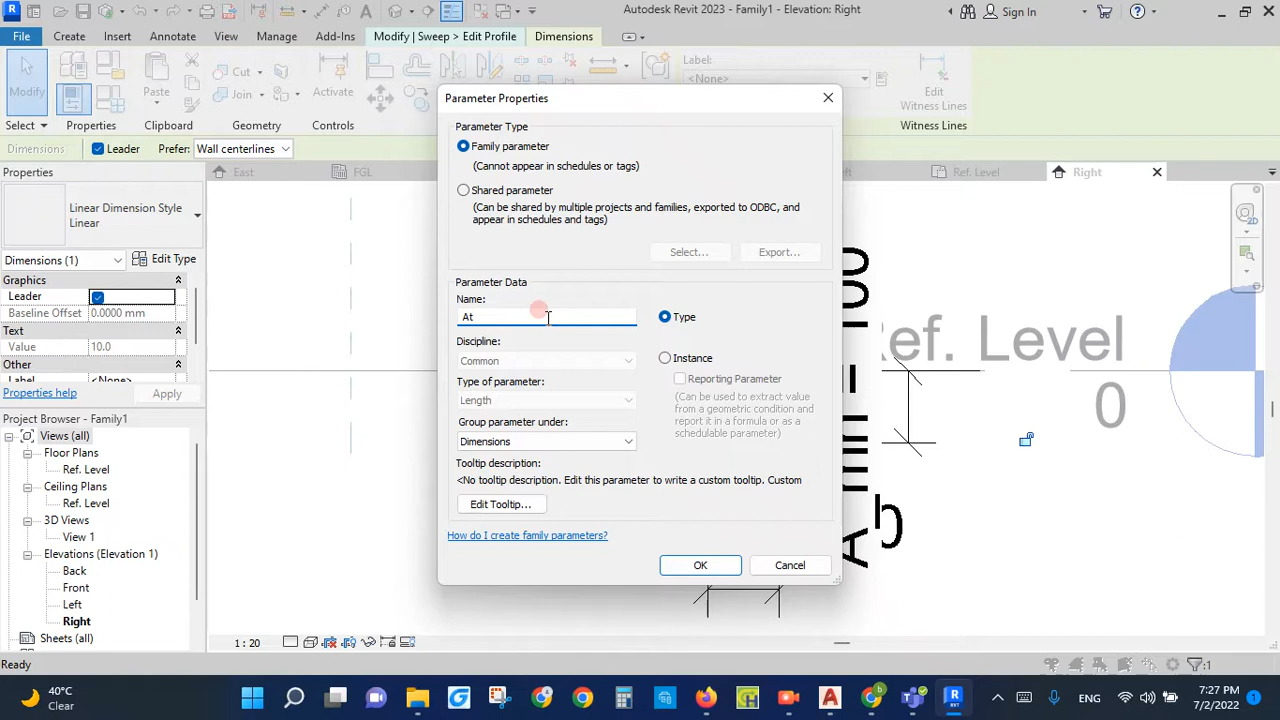 Autodesk Revit 2023 - Family1 - Elevation: Right
Sign In
File Create Insert Annotate View Manage Add-Ins Modify | Sweep > Edit Profile Dimensions
Modify
Paste
Cut
Join
Activate
Label:
<None>
Edit
Witness Lines
Select Properties Clipboard Geometry Controls Witness Lines
Dimensions Leader Prefer: Wall centerlines
Properties
East FGL Ref. Level Right
Linear Dimension Style
Linear
Dimensions (1) Edit Type
Graphics
Leader
Baseline Offset 0.0000 mm
Text
Value 10.0
Other
Label <None>
Properties help Apply
Project Browser - Family1
Views (all)
Floor Plans
Ref. Level
Ceiling Plans
Ref. Level
3D Views
View 1
Elevations (Elevation 1)
Back
Front
Left
Right
Sheets (all)
Parameter Properties
Parameter Type
Family parameter
(Cannot appear in schedules or tags)
Shared parameter
(Can be shared by multiple projects and families, exported to ODBC, and
appear in schedules and tags)
Select... Export...
Parameter Data
Name:
At
Type
Discipline:
Common
Instance
Type of parameter:
Reporting Parameter
Length
(Can be used to extract value
from a geometric condition and
report it in a formula or as a
schedulable parameter)
Group parameter under:
Dimensions
Tooltip description:
<No tooltip description. Edit this parameter to write a custom tooltip. Custom
Edit Tooltip...
How do I create family parameters?
OK Cancel
Ref. Level
0
b
1 : 20
Ready
:1
40°C
Clear
ENG
7:27 PM
7/2/2022
1